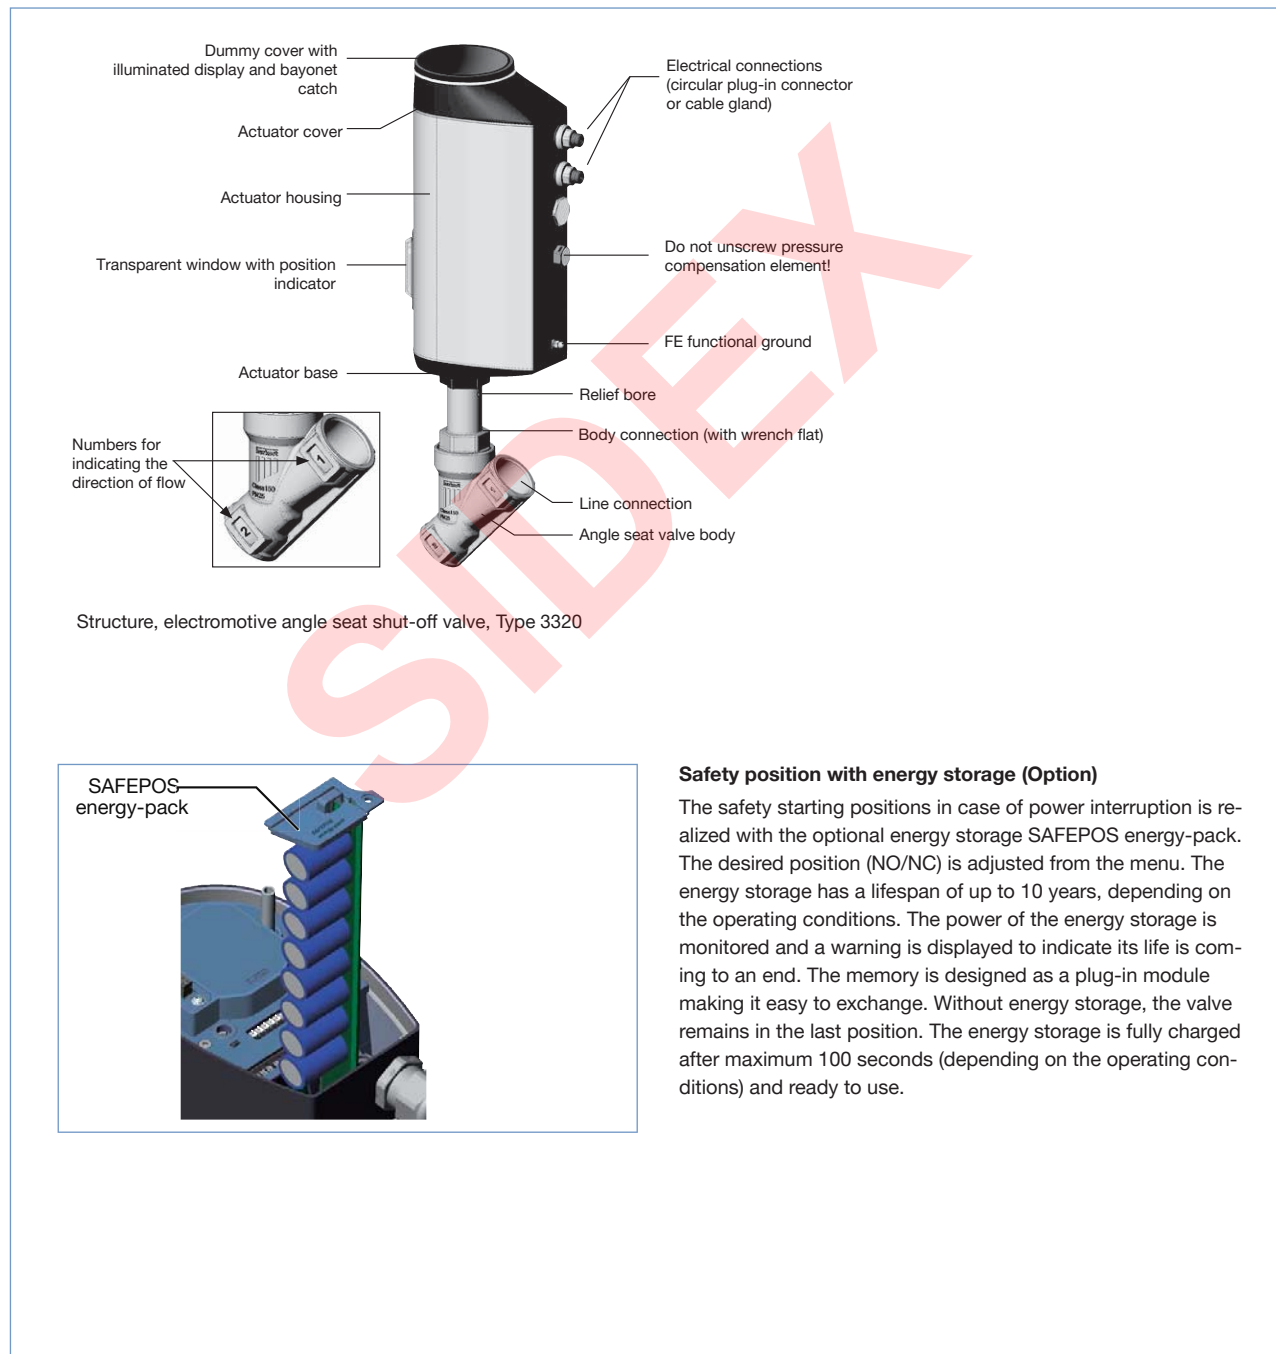 Dummy cover with
illuminated display and bayonet
catch
Actuator cover
Actuator housing
Transparent window with position
indicator
Actuator base
Numbers for
indicating the
direction of flow
1
2
Class150
PN25
Electrical connections
(circular plug-in connector
or cable gland)
Do not unscrew pressure
compensation element!
FE functional ground
Relief bore
Body connection (with wrench flat)
Line connection
Angle seat valve body
Structure, electromotive angle seat shut-off valve, Type 3320
SIDEX
SAFEPOS
energy-pack
Safety position with energy storage (Option)
The safety starting positions in case of power interruption is re-
alized with the optional energy storage SAFEPOS energy-pack.
The desired position (NO/NC) is adjusted from the menu. The
energy storage has a lifespan of up to 10 years, depending on
the operating conditions. The power of the energy storage is
monitored and a warning is displayed to indicate its life is com-
ing to an end. The memory is designed as a plug-in module
making it easy to exchange. Without energy storage, the valve
remains in the last position. The energy storage is fully charged
after maximum 100 seconds (depending on the operating con-
ditions) and ready to use.